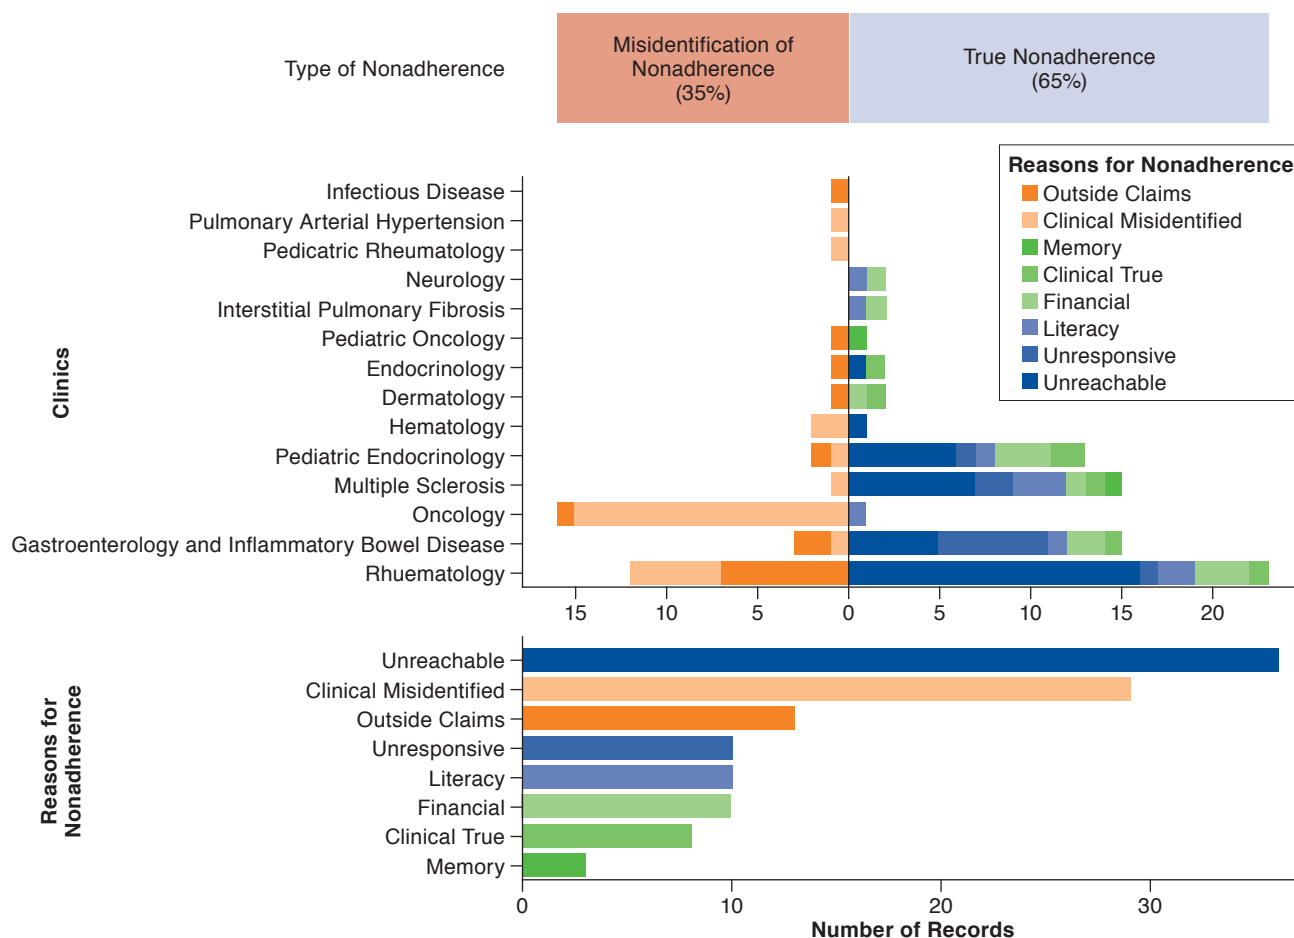 Type of Nonadherence
Misidentification of
Nonadherence
(35%)
True Nonadherence
(65%)
Reasons for Nonadherence
Outside Claims
Clinical Misidentified
Memory
Clinical True
Financial
Literacy
Unresponsive
Unreachable
Clinics
Infectious Disease
Pulmonary Arterial Hypertension
Pedicatric Rheumatology
Neurology
Interstitial Pulmonary Fibrosis
Pediatric Oncology
Endocrinology
Dermatology
Hematology
Pediatric Endocrinology
Multiple Sclerosis
Oncology
Gastroenterology and Inflammatory Bowel Disease
Rhuematology
15 10 5 0 5 10 15 20
Reasons for
Nonadherence
Unreachable
Clinical Misidentified
Outside Claims
Unresponsive
Literacy
Financial
Clinical True
Memory
0 10 20 30
Number of Records